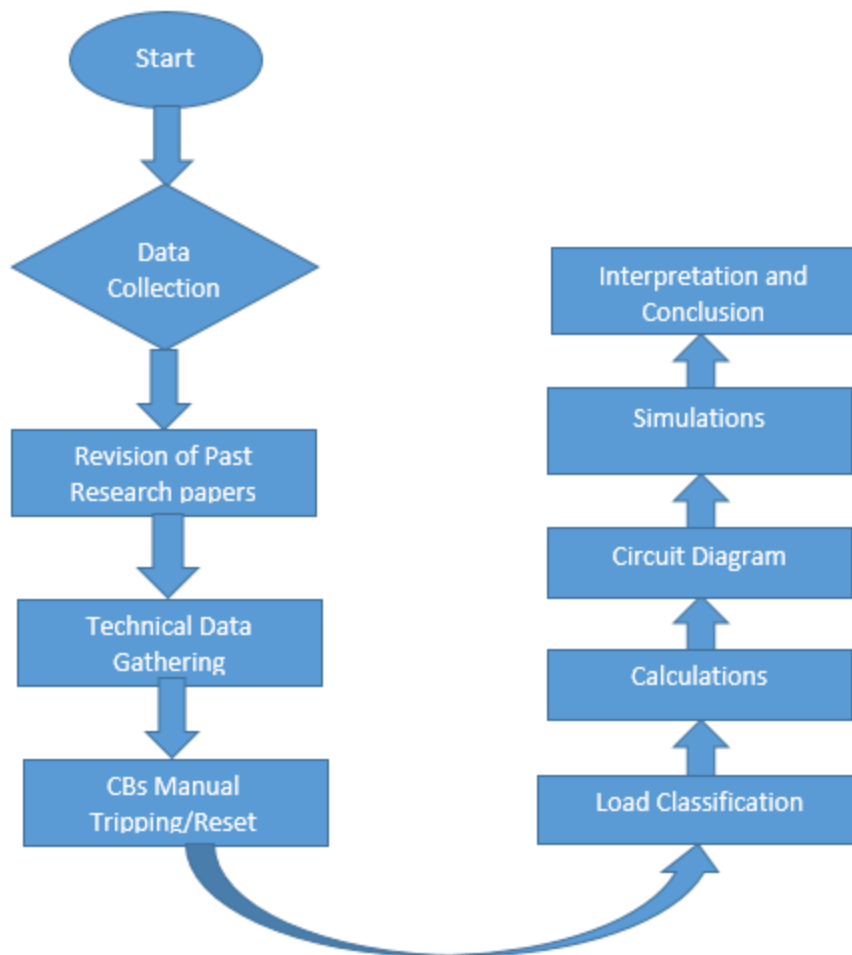 Start
Data
Collection
Revision of Past
Research papers
Technical Data
Gathering
CBs Manual
Tripping/Reset
Load Classification
Calculations
Circuit Diagram
Simulations
Interpretation and
Conclusion